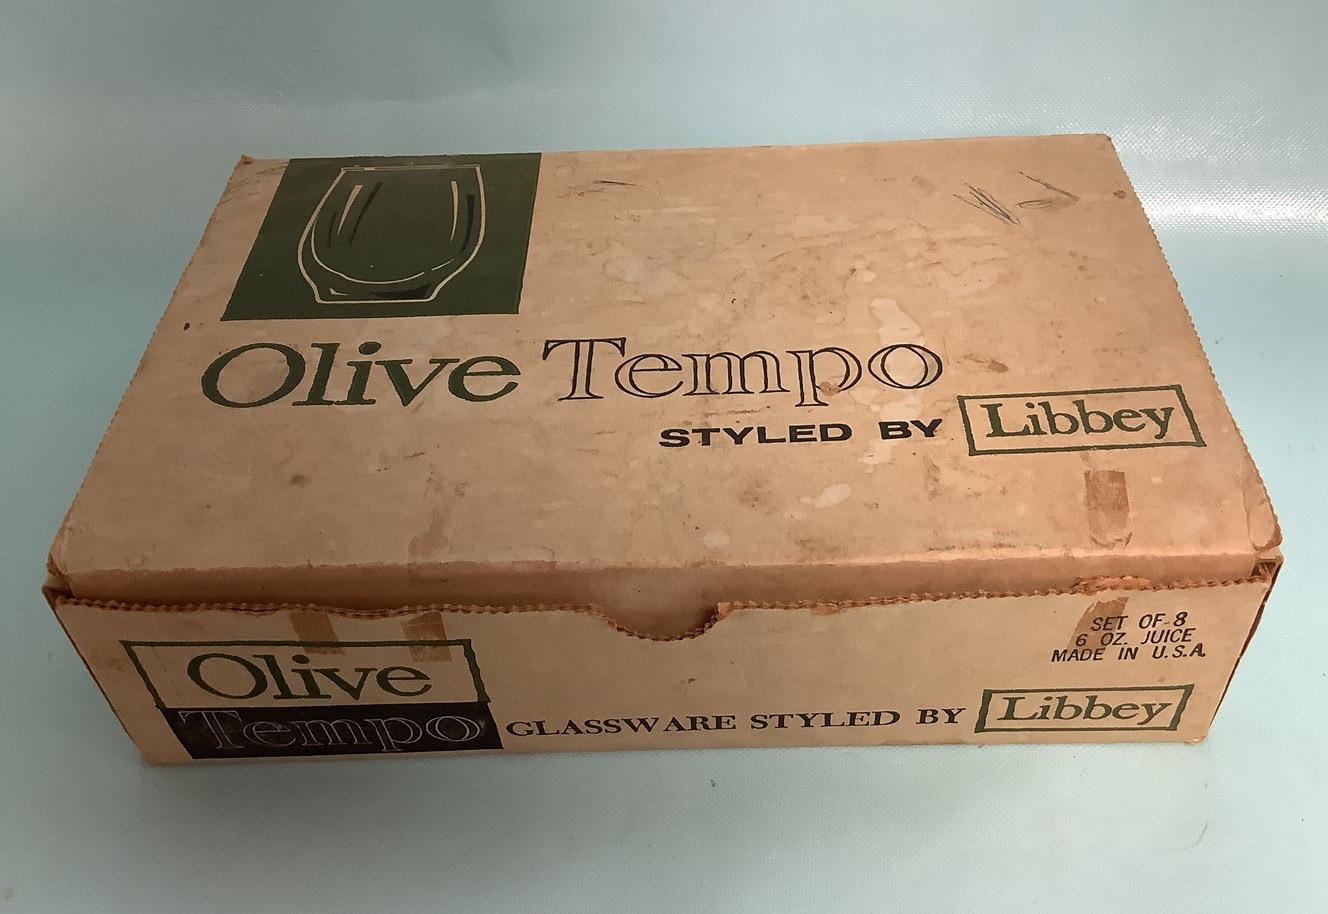 Olive Tempo
STYLED BY Libbey
SET OF 8
6 OZ. JUICE
MADE IN U.S.A.
Olive
Tempo GLASSWARE STYLED BY Libbey